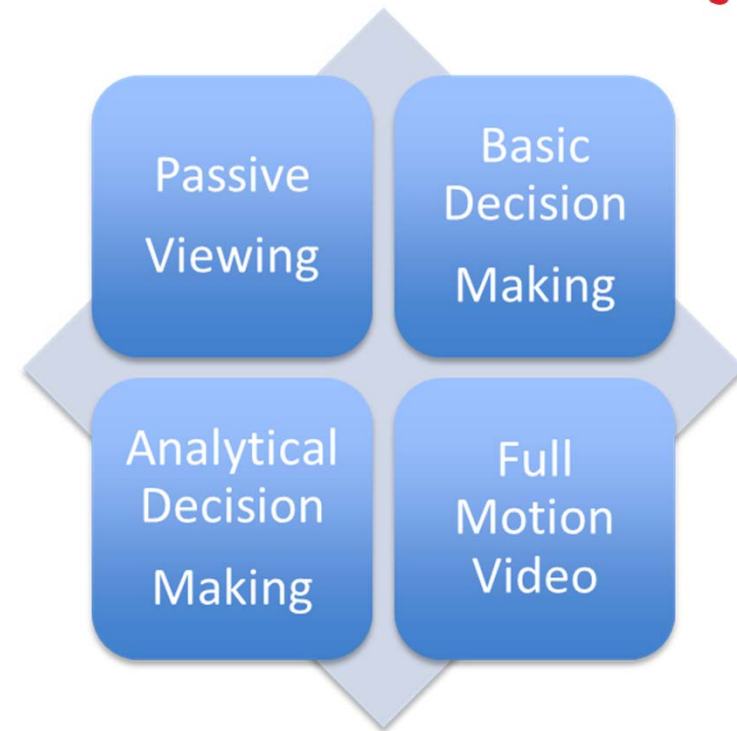 Passive
Viewing
Basic
Decision
Making
Analytical
Decision
Making
Full
Motion
Video